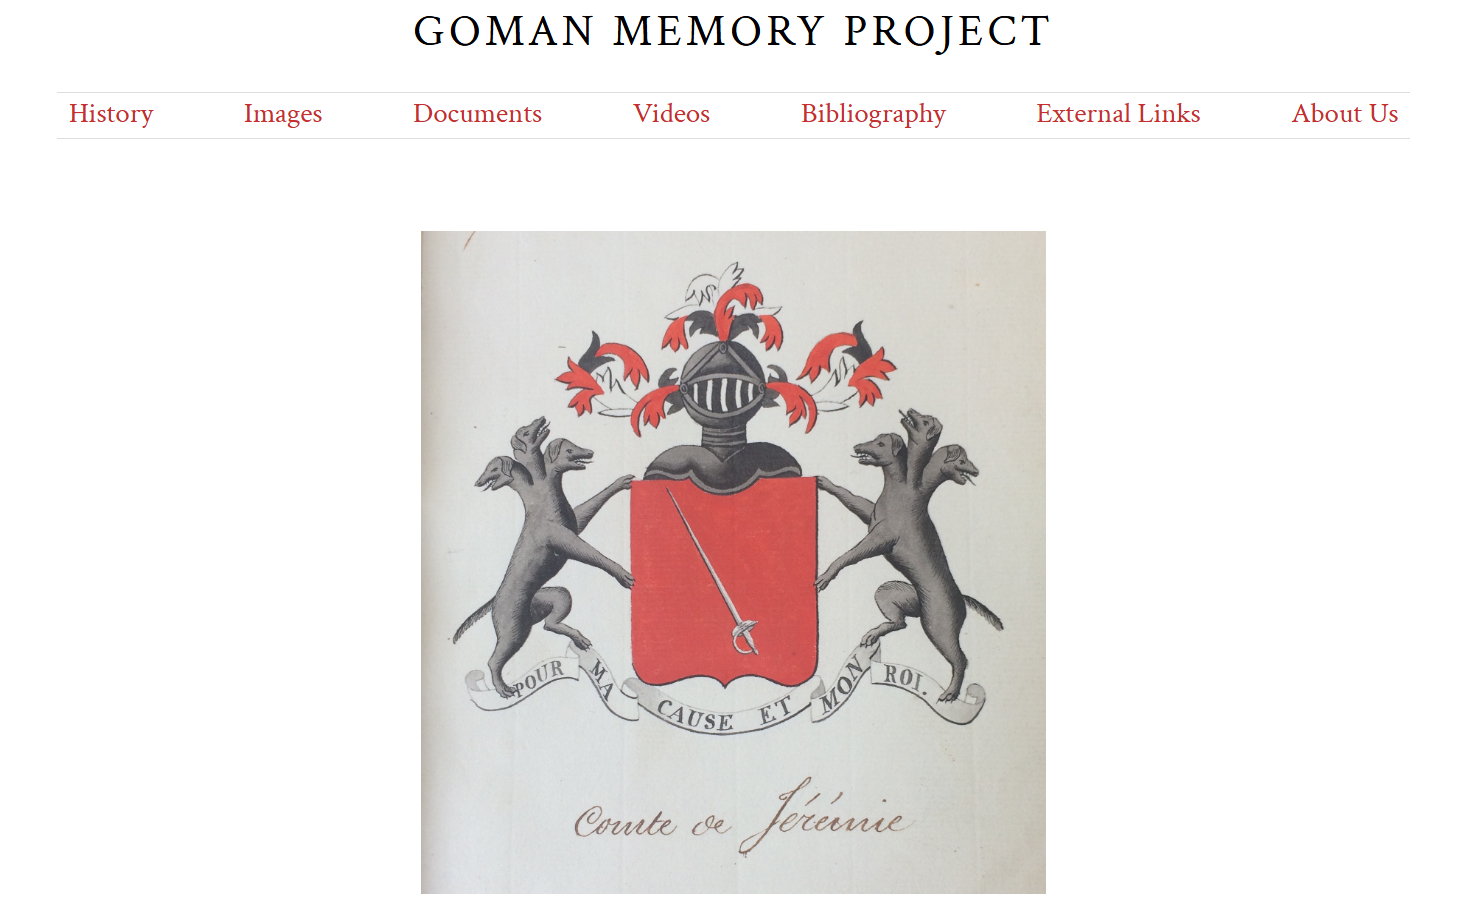 GOMAN MEMORY PROJECT
History Images Documents Videos Bibliography External Links About Us
POUR MA CAUSE ET MON ROI.
Comte de Jérémie